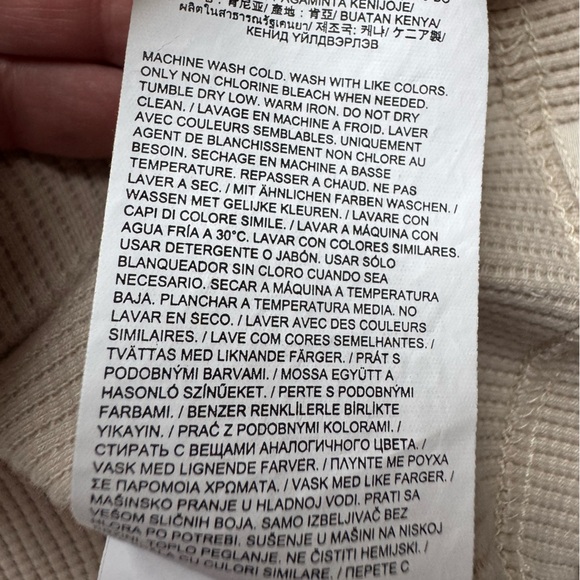 AGAMINTA KENIJOJE/
肯尼亚/ 產地 : 肯亞/ BUATAN KENYA/
ผลิตในสาธารณรัฐเคนยา/ 제조국: 케냐/ ケニア製/
КЕНИД ҮЙЛДВЭРЛЭВ
MACHINE WASH COLD. WASH WITH LIKE COLORS.
ONLY NON CHLORINE BLEACH WHEN NEEDED.
TUMBLE DRY LOW. WARM IRON. DO NOT DRY
CLEAN. / LAVAGE EN MACHINE A FROID. LAVER
AVEC COULEURS SEMBLABLES. UNIQUEMENT
AGENT DE BLANCHISSEMENT NON CHLORE AU
BESOIN. SECHAGE EN MACHINE A BASSE
TEMPERATURE. REPASSER A CHAUD. NE PAS
LAVER A SEC. / MIT ÄHNLICHEN FARBEN WASCHEN. /
WASSEN MET GELIJKE KLEUREN. / LAVARE CON
CAPI DI COLORE SIMILE. / LAVAR A MÁQUINA CON
AGUA FRÍA A 30°C. LAVAR CON COLORES SIMILARES.
USAR DETERGENTE O JABÓN. USAR SÓLO
BLANQUEADOR SIN CLORO CUANDO SEA
NECESARIO. SECAR A MÁQUINA A TEMPERATURA
BAJA. PLANCHAR A TEMPERATURA MEDIA. NO
LAVAR EN SECO. / LAVER AVEC DES COULEURS
SIMILAIRES. / LAVE COM CORES SEMELHANTES. /
TVÄTTAS MED LIKNANDE FÄRGER. / PRÁT S
PODOBNÝMI BARVAMI. / MOSSA EGYÜTT A
HASONLÓ SZÍNŰEKET. / PERTE S PODOBNÝMI
FARBAMI. / BENZER RENKLİLERLE BİRLİKTE
YIKAYIN. / PRAĆ Z PODOBNYMI KOLORAMI. /
СТИРАТЬ С ВЕЩАМИ АНАЛОГИЧНОГО ЦВЕТА. /
VASK MED LIGNENDE FARVER. / ΠΛΥΝΤΕ ΜΕ ΡΟΥΧΑ
ΣΕ ΠΑΡΟΜΟΙΑ ΧΡΩΜΑΤΑ. / VASK MED LIKE FARGER. /
MAŠINSKO PRANJE U HLADNOJ VODI. PRATI SA
VEŠOM SLIČNIH BOJA. SAMO IZBELJIVAČ BEZ
HLORA PO POTREBI. SUŠENJE U MAŠINI NA NISKOJ
TOPLO PEGLANJE. NE ČISTITI HEMIJSKI. /
CU CULORI SIMILARE. / ПЕРЕТЕ С